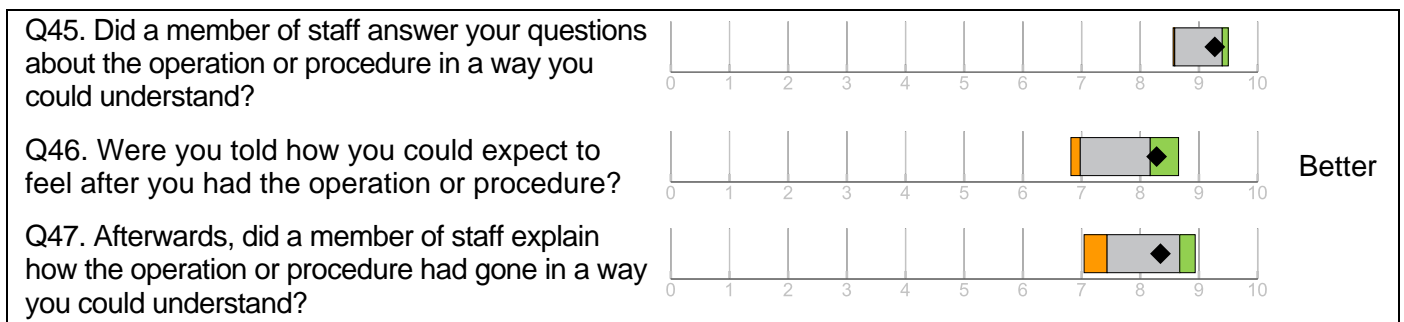 Q45. Did a member of staff answer your questions
about the operation or procedure in a way you
could understand?
0 1 2 3 4 5 6 7 8 9 10
Q46. Were you told how you could expect to
feel after you had the operation or procedure?
0 1 2 3 4 5 6 7 8 9 10
Better
Q47. Afterwards, did a member of staff explain
how the operation or procedure had gone in a way
you could understand?
0 1 2 3 4 5 6 7 8 9 10